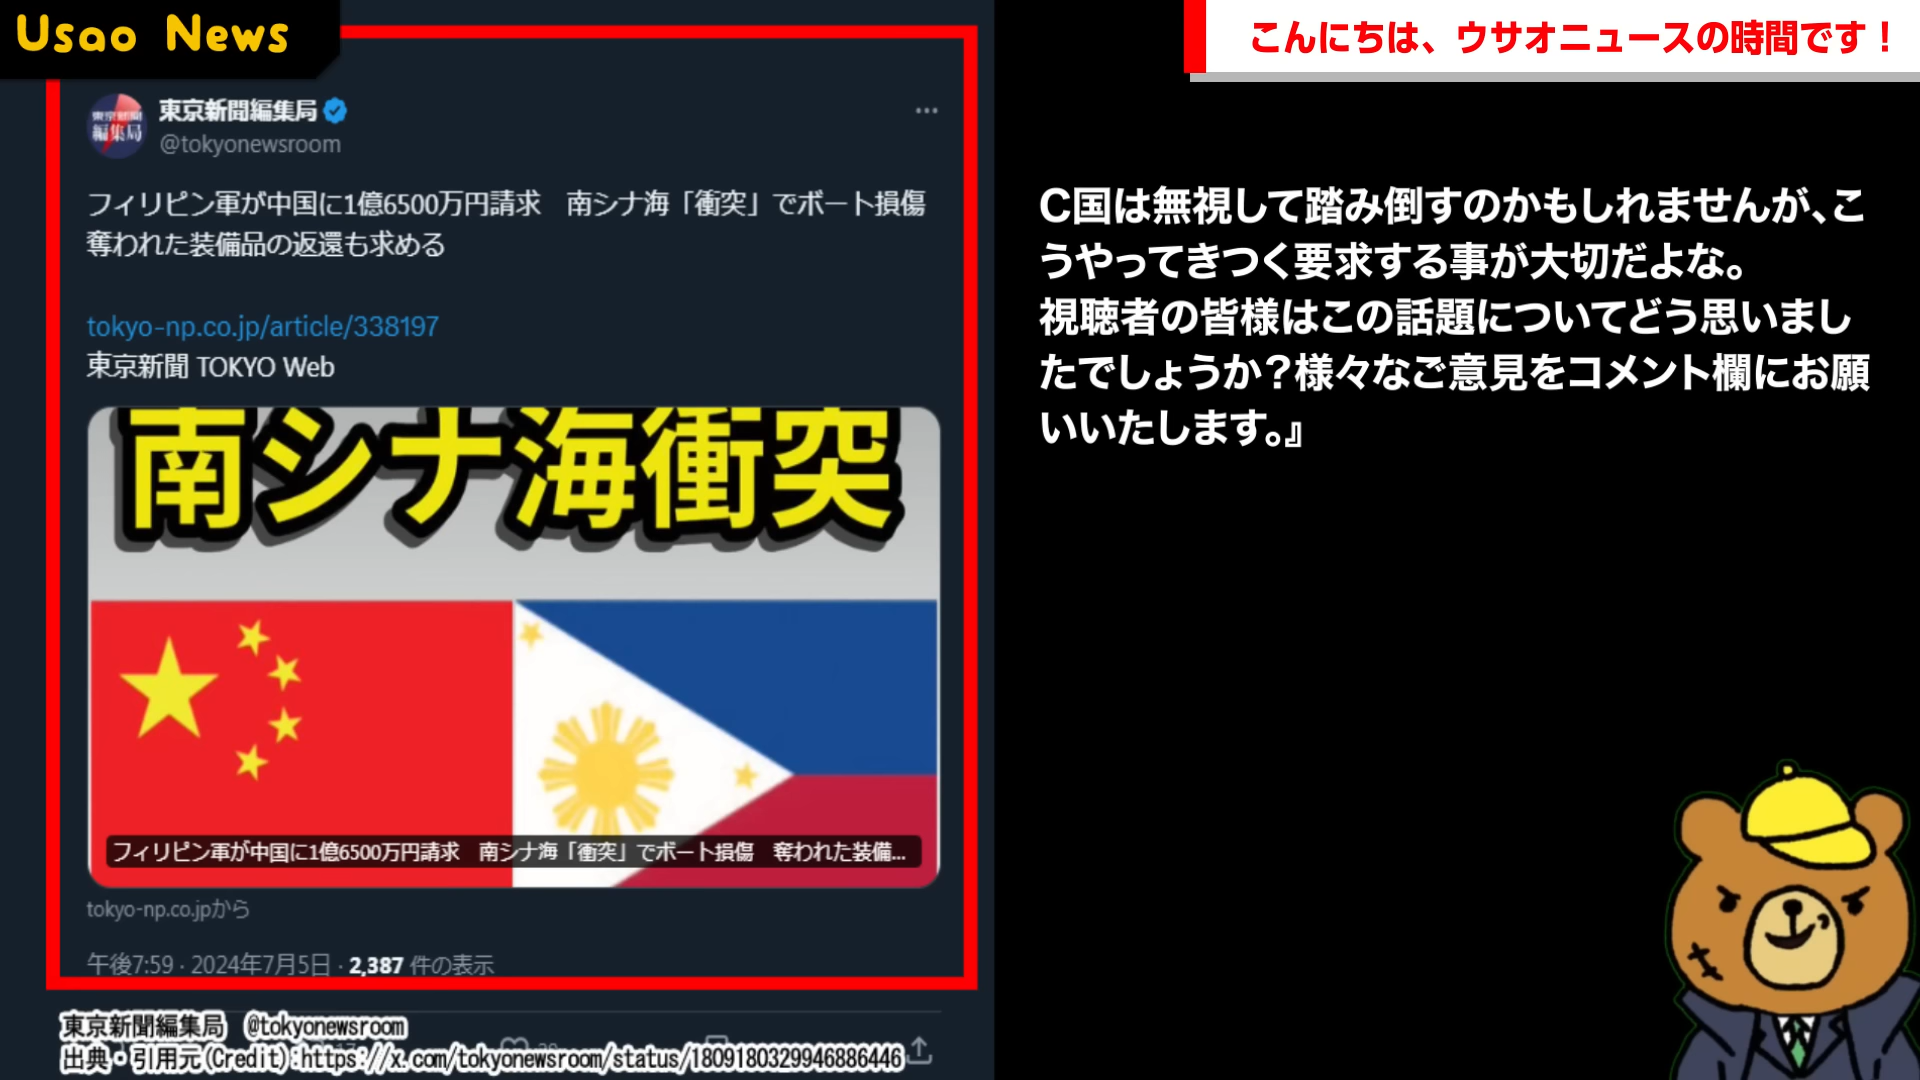 Usao News
こんにちは、ウサオニュースの時間です！
東京新聞編集局
@tokyonewsroom
フィリピン軍が中国に1億6500万円請求　南シナ海「衝突」でボート損傷
奪われた装備品の返還も求める
tokyo-np.co.jp/article/338197
東京新聞 TOKYO Web
南シナ海衝突
フィリピン軍が中国に1億6500万円請求　南シナ海「衝突」でボート損傷　奪われた装備...
tokyo-np.co.jpから
午後7:59 · 2024年7月5日 · 2,387 件の表示
東京新聞編集局　@tokyonewsroom
出典・引用元(Credit):https://x.com/tokyonewsroom/status/1809180329946886446
C国は無視して踏み倒すのかもしれませんが、こ
うやってきつく要求する事が大切だよな。
視聴者の皆様はこの話題についてどう思いまし
たでしょうか？様々なご意見をコメント欄にお願
いいたします。』